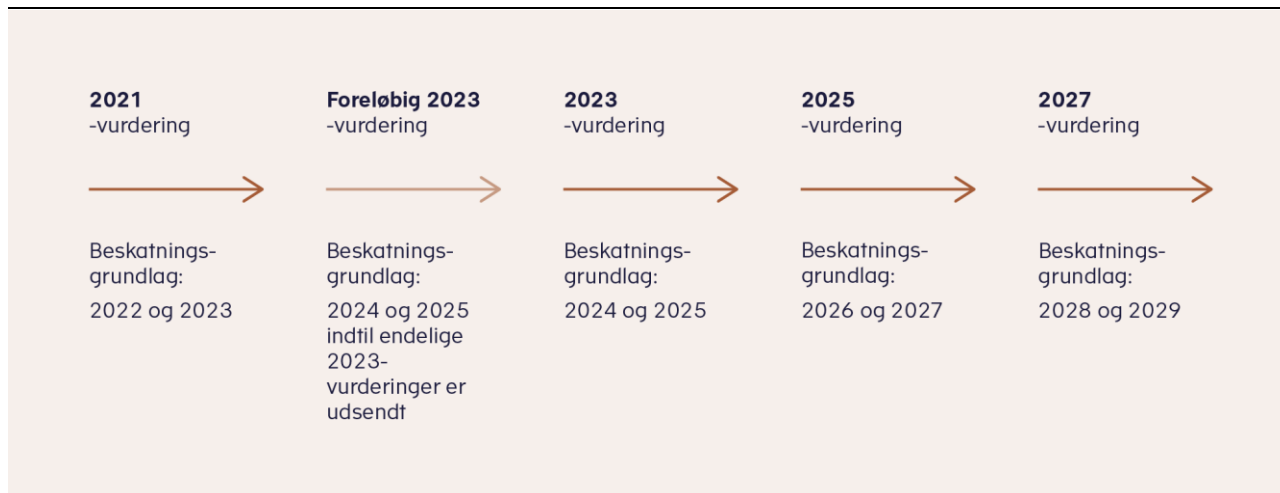 2021
-vurdering
Beskatnings-
grundlag:
2022 og 2023
Foreløbig 2023
-vurdering
Beskatnings-
grundlag:
2024 og 2025
indtil endelige
2023-
vurderinger er
udsendt
2023
-vurdering
Beskatnings-
grundlag:
2024 og 2025
2025
-vurdering
Beskatnings-
grundlag:
2026 og 2027
2027
-vurdering
Beskatnings-
grundlag:
2028 og 2029